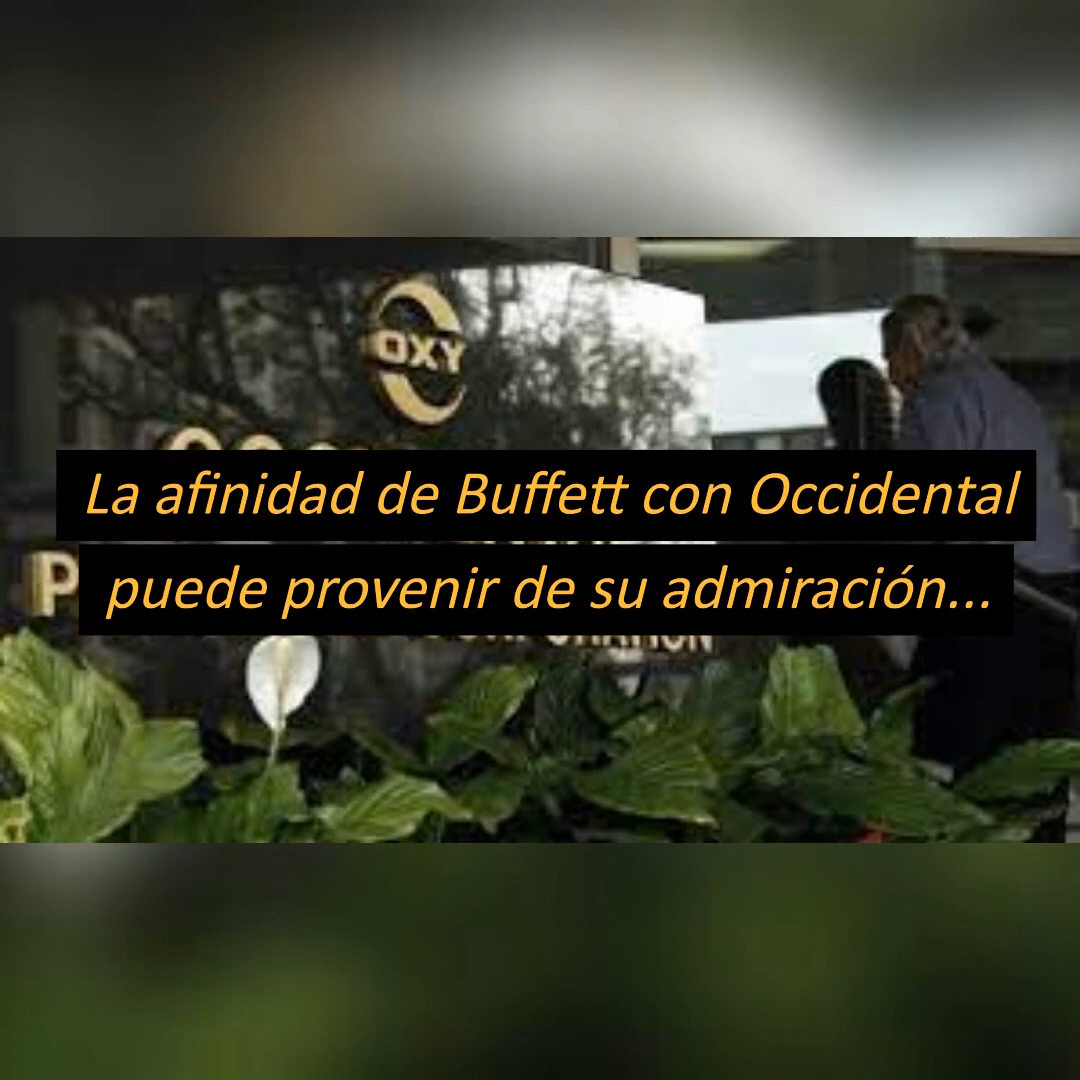 OXY
La afinidad de Buffett con Occidental
puede provenir de su admiración...